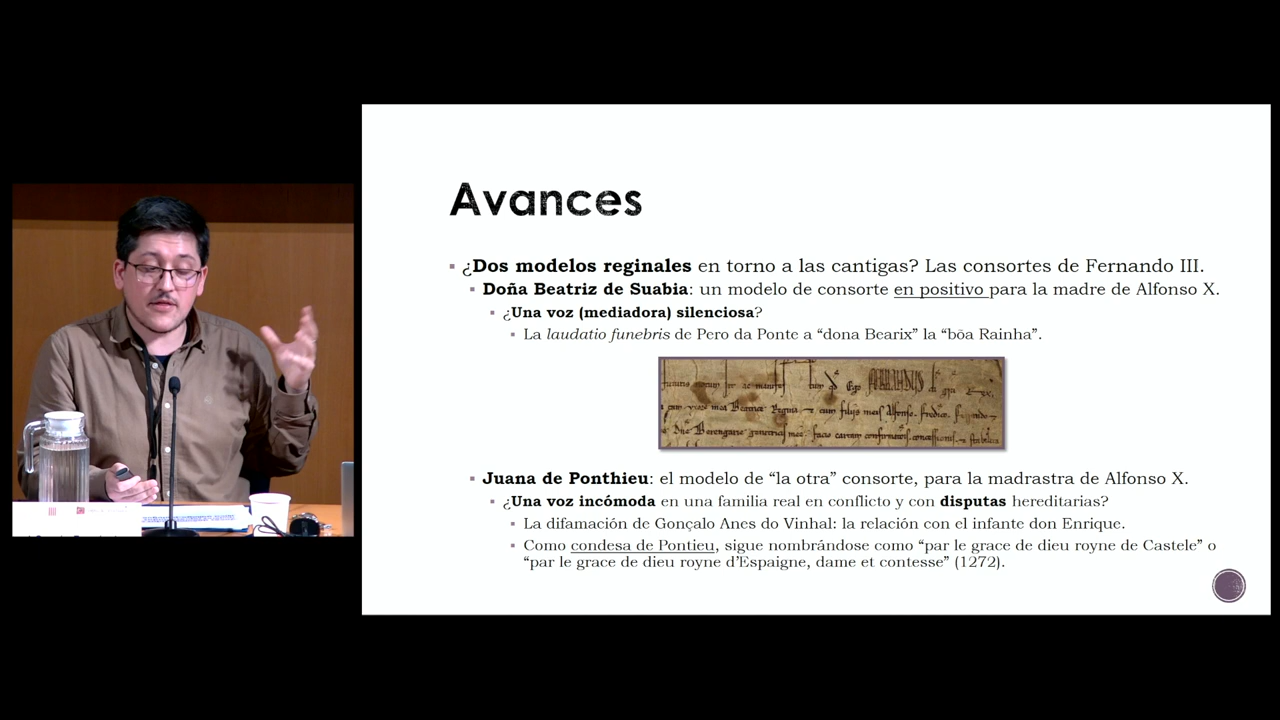 Avances
▪ ¿Dos modelos reginales en torno a las cantigas? Las consortes de Fernando III.
▪ Doña Beatriz de Suabia: un modelo de consorte en positivo para la madre de Alfonso X.
▪ ¿Una voz (mediadora) silenciosa?
▪ La laudatio funebris de Pero da Ponte a “dona Bearix” la “bõa Rainha”.
▪ Juana de Ponthieu: el modelo de “la otra” consorte, para la madrastra de Alfonso X.
▪ ¿Una voz incómoda en una familia real en conflicto y con disputas hereditarias?
▪ La difamación de Gonçalo Anes do Vinhal: la relación con el infante don Enrique.
▪ Como condesa de Pontieu, sigue nombrándose como “par le grace de dieu royne de Castele” o
“par le grace de dieu royne d’Espaigne, dame et contesse” (1272).